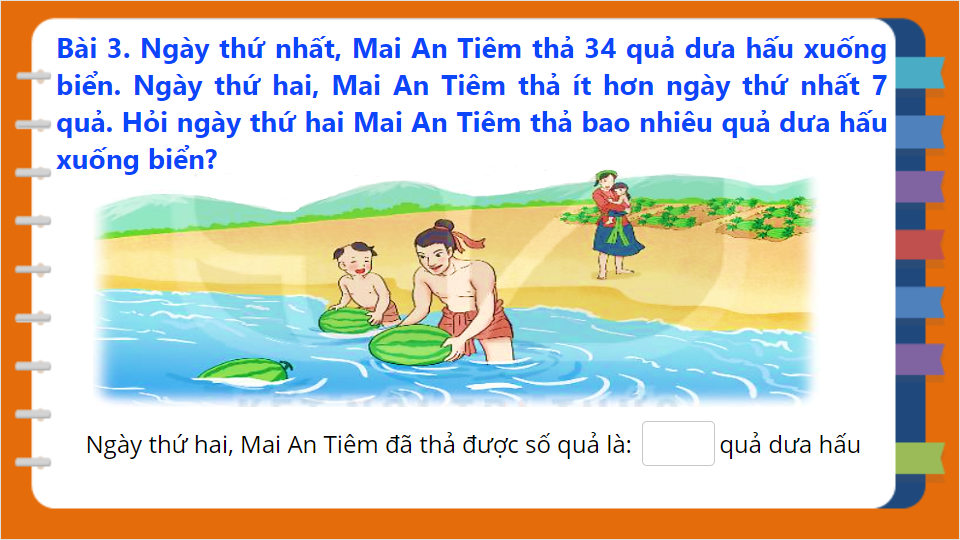 Bài 3. Ngày thứ nhất, Mai An Tiêm thả 34 quả dưa hấu xuống
biển. Ngày thứ hai, Mai An Tiêm thả ít hơn ngày thứ nhất 7
quả. Hỏi ngày thứ hai Mai An Tiêm thả bao nhiêu quả dưa hấu
xuống biển?
Ngày thứ hai, Mai An Tiêm đã thả được số quả là: quả dưa hấu